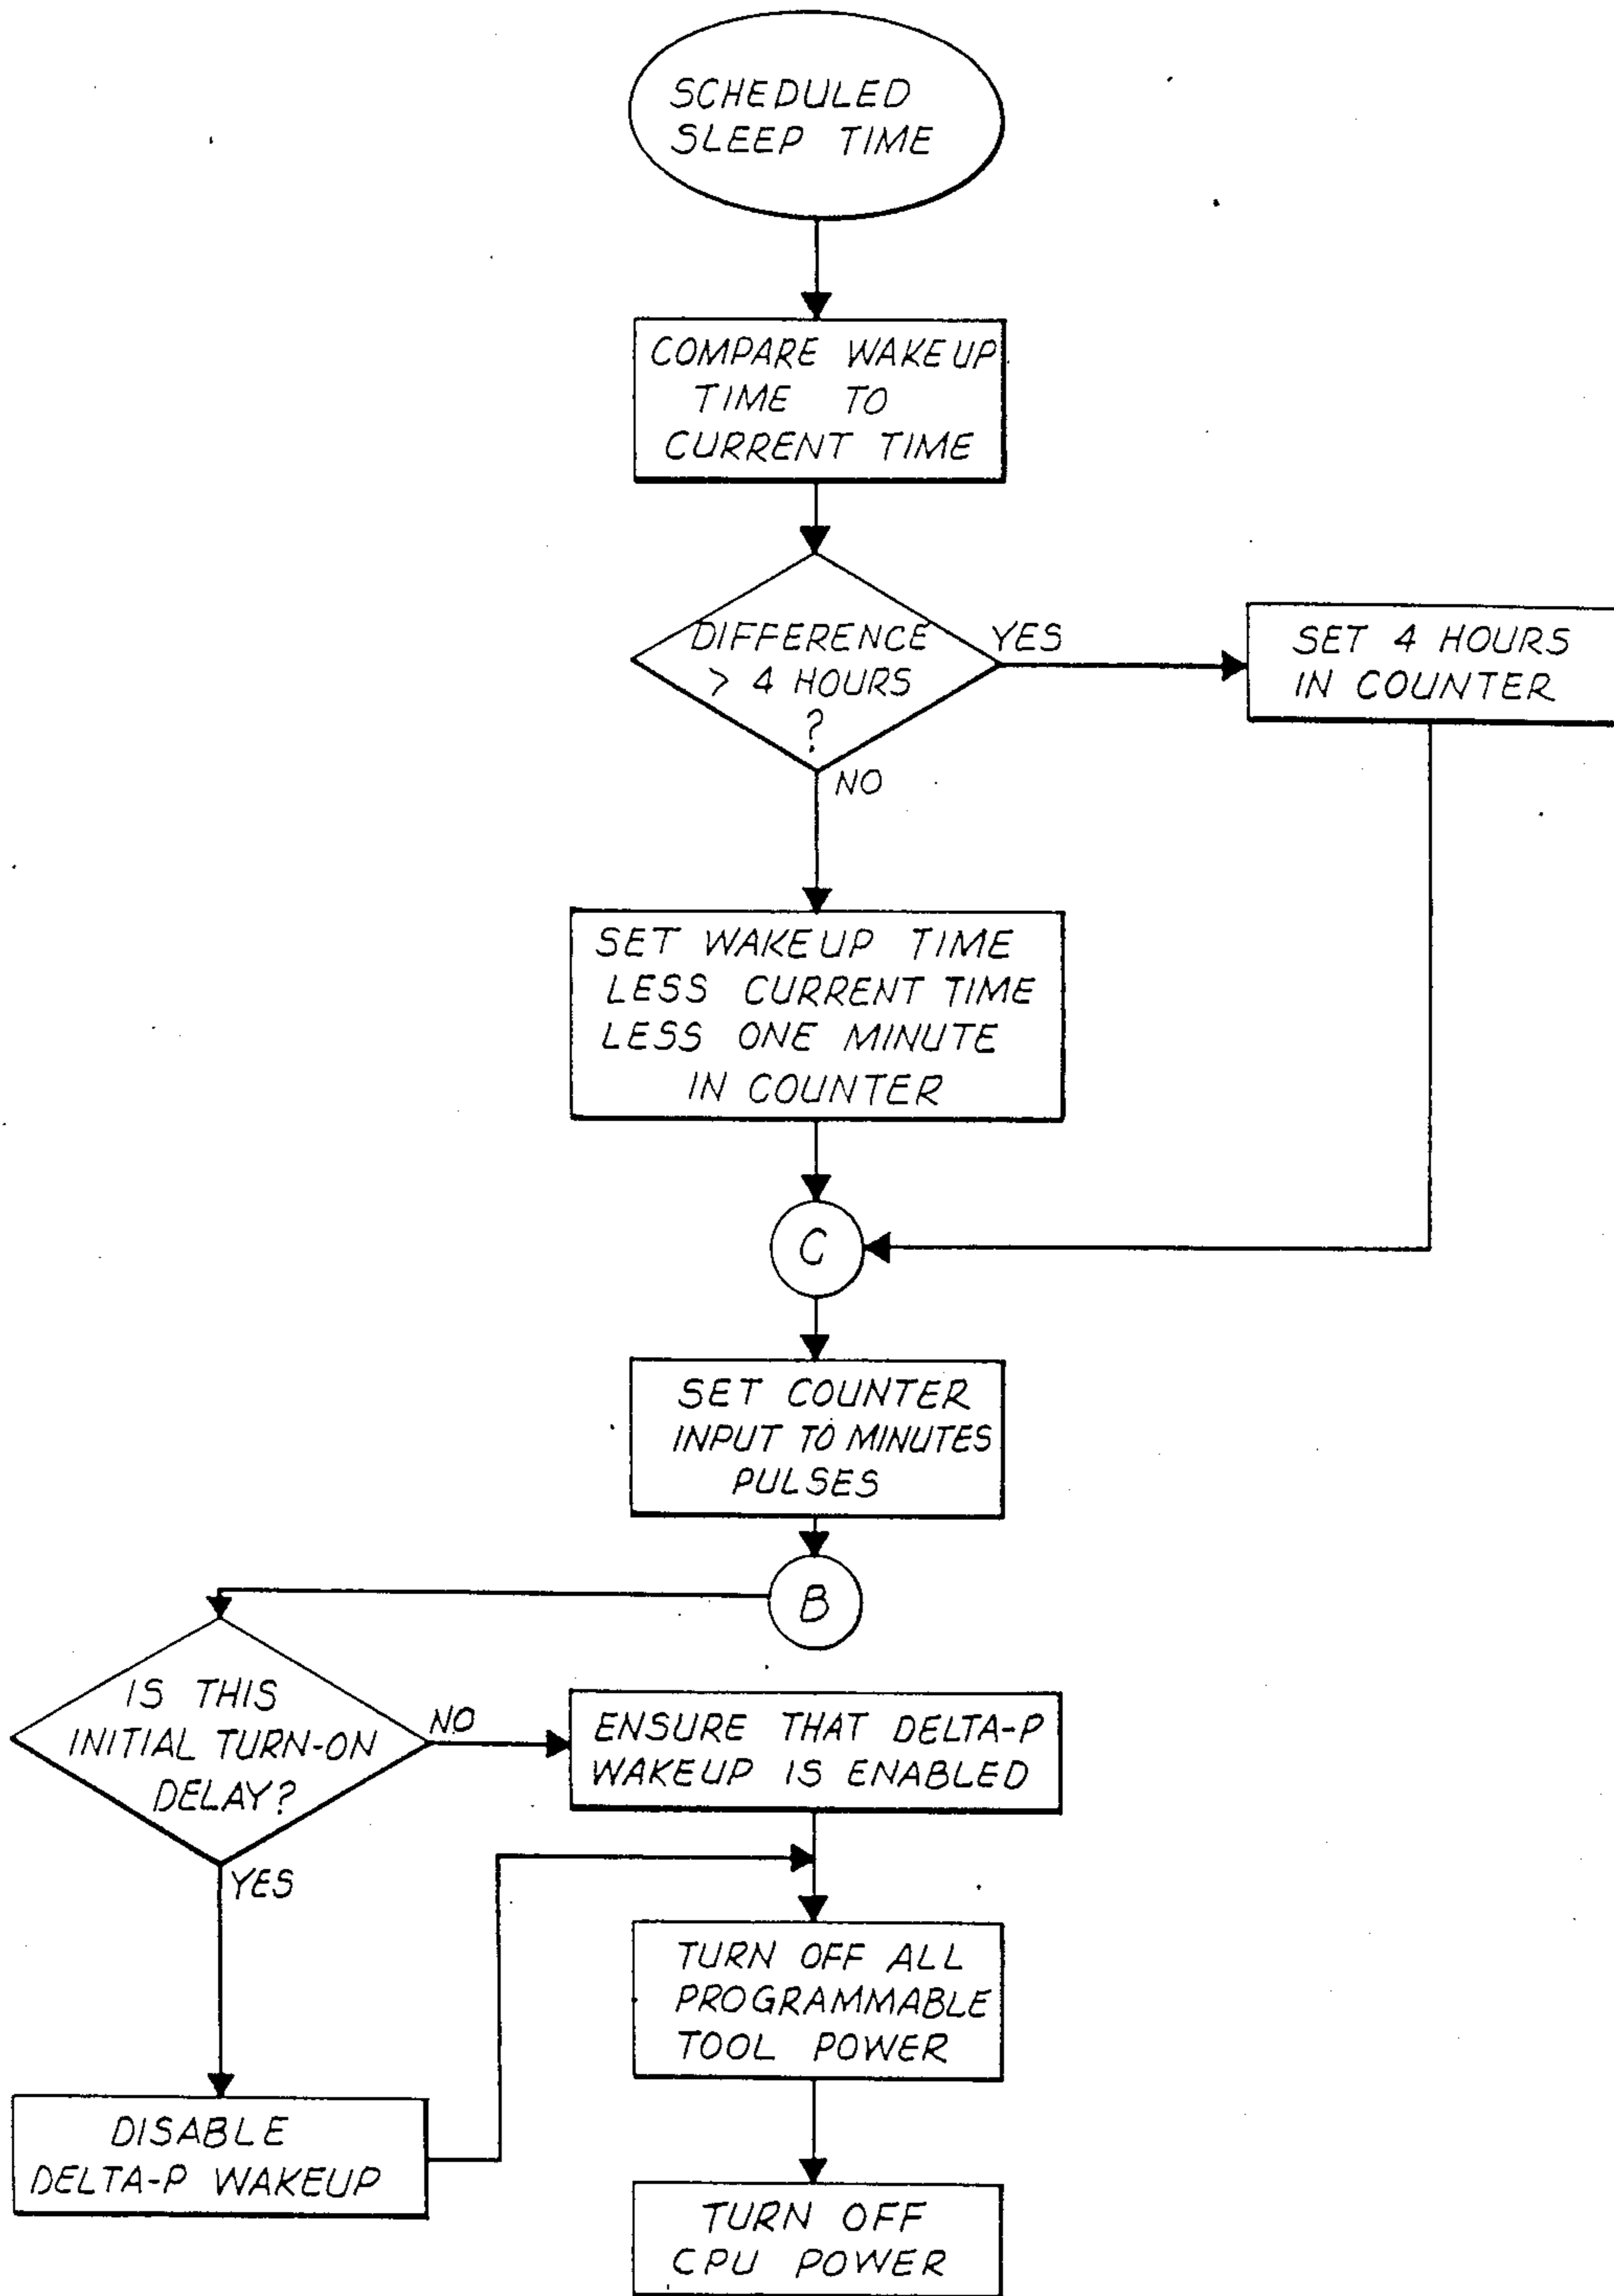 SCHEDULED
SLEEP TIME
COMPARE WAKEUP
TIME TO
CURRENT TIME
DIFFERENCE
> 4 HOURS
?
YES
SET 4 HOURS
IN COUNTER
NO
SET WAKEUP TIME
LESS CURRENT TIME
LESS ONE MINUTE
IN COUNTER
C
SET COUNTER
INPUT TO MINUTES
PULSES
B
IS THIS
INITIAL TURN-ON
DELAY?
NO
ENSURE THAT DELTA-P
WAKEUP IS ENABLED
YES
TURN OFF ALL
PROGRAMMABLE
TOOL POWER
DISABLE
DELTA-P WAKEUP
TURN OFF
CPU POWER